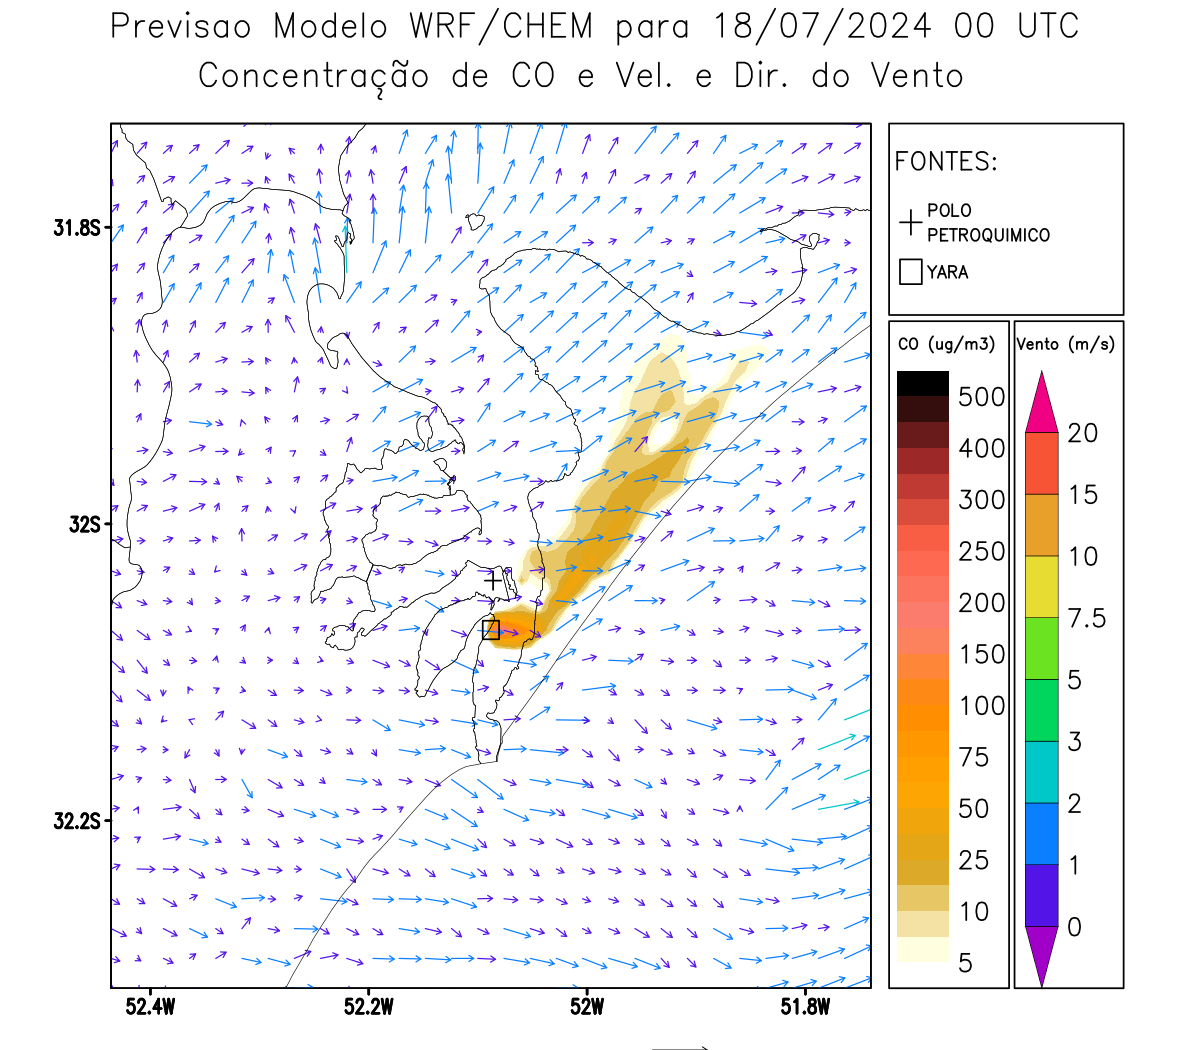 Previsao Modelo WRF/CHEM para 18/07/2024 00 UTC
Concentração de CO e Vel. e Dir. do Vento
FONTES:
POLO
PETROQUIMICO
YARA
31.8S
32S
32.2S
52.4W
52.2W
52W
51.8W
CO (ug/m3)
500
400
300
250
200
150
100
75
50
25
10
5
Vento (m/s)
20
15
10
7.5
5
3
2
1
0